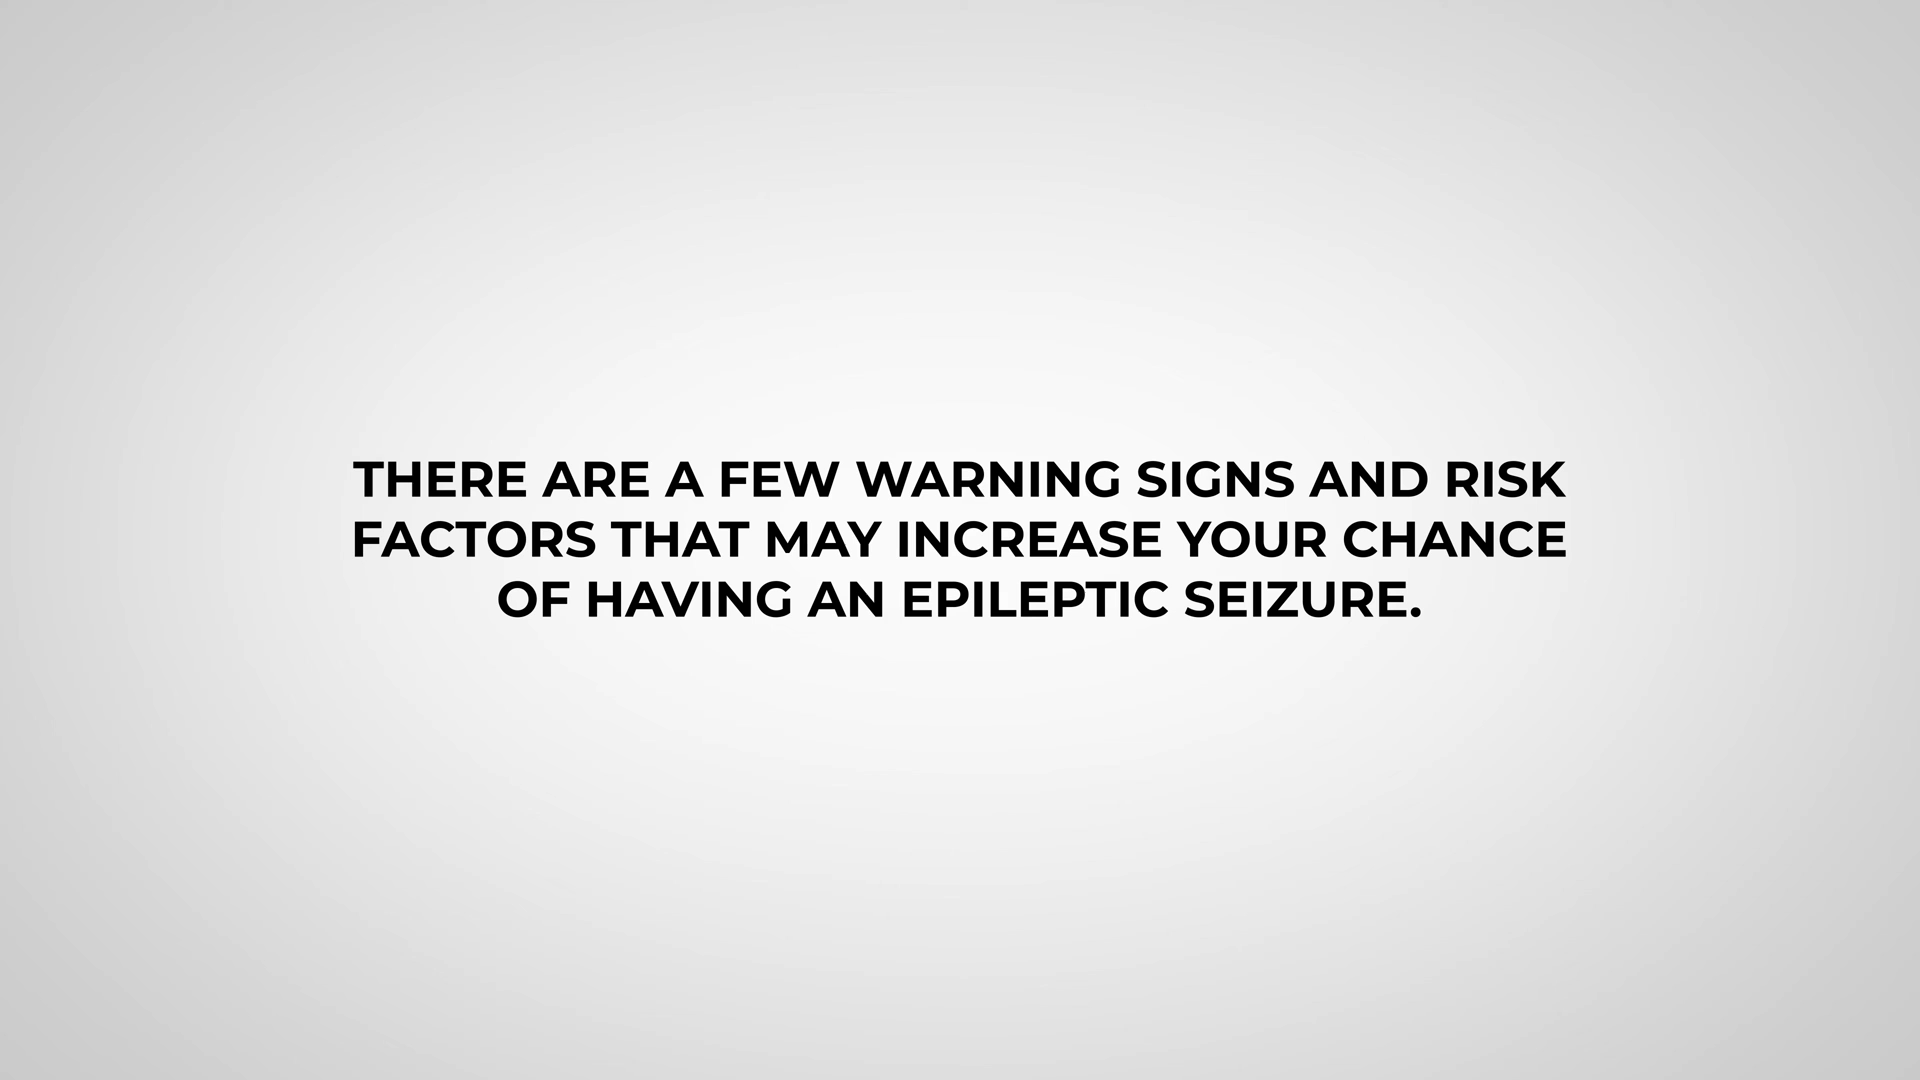 THERE ARE A FEW WARNING SIGNS AND RISK
FACTORS THAT MAY INCREASE YOUR CHANCE
OF HAVING AN EPILEPTIC SEIZURE.